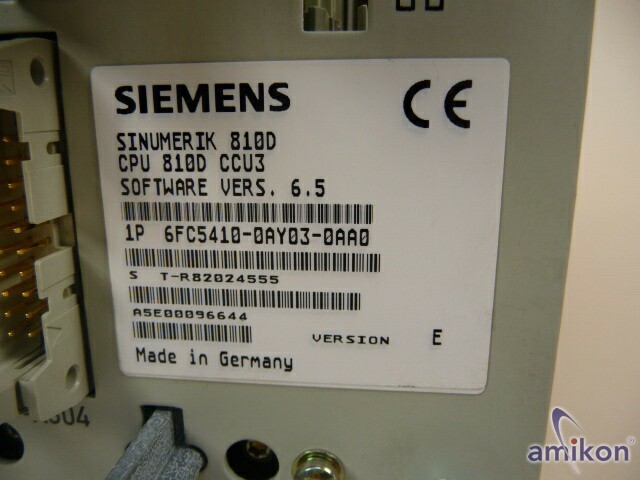 SIEMENS
CE
SINUMERIK 810D
CPU 810D CCU3
SOFTWARE VERS. 6.5
1P 6FC5410-0AY03-0AA0
S T-R82024555
A5E00096644
VERSION E
Made in Germany
amikon